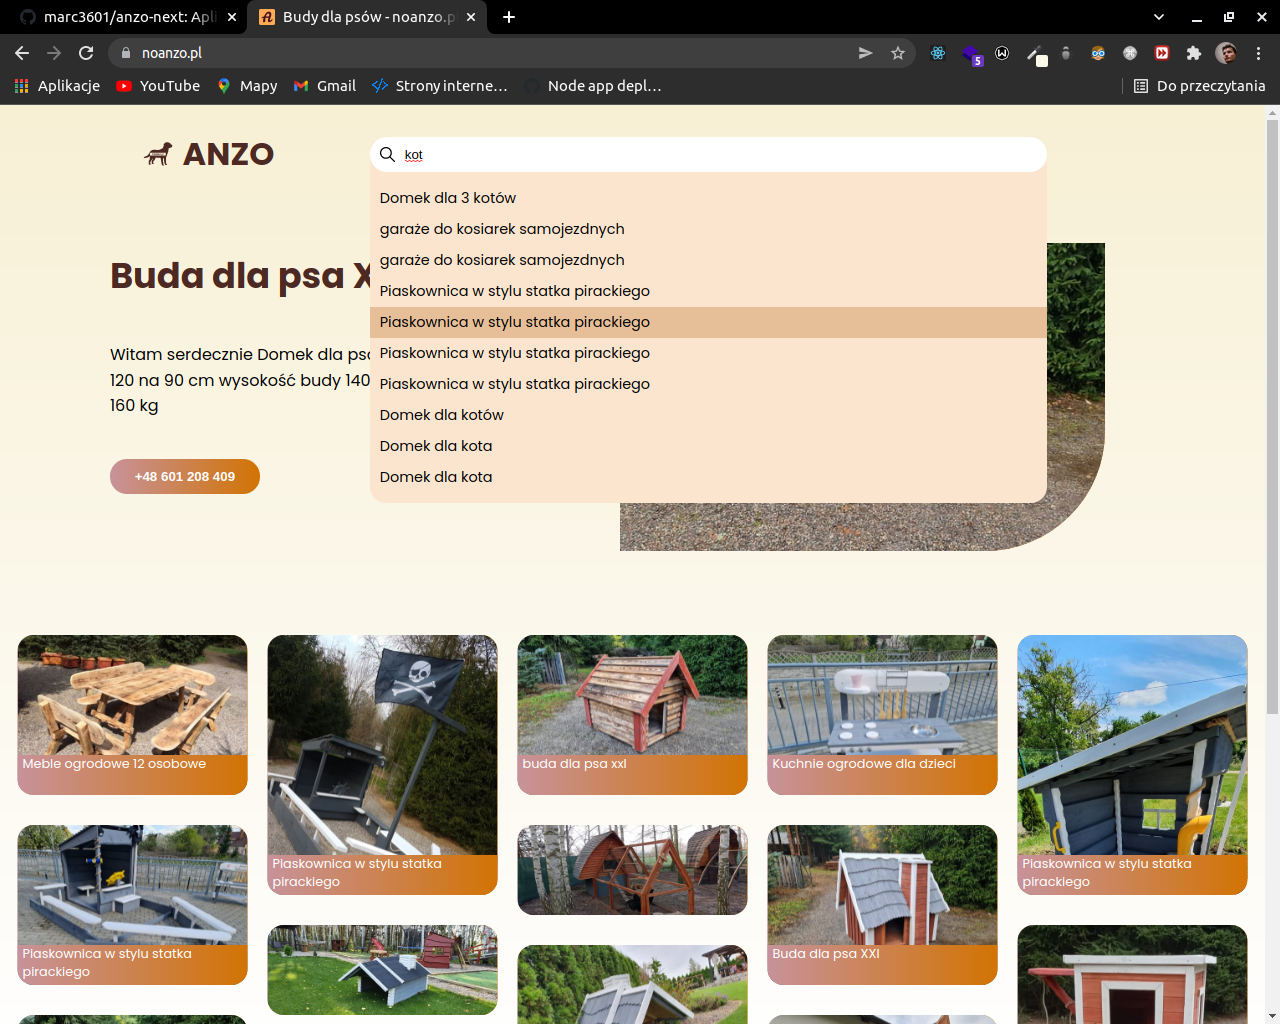 marc3601/anzo-next: Apl
Budy dla psów - noanzo.p
noanzo.pl
5
Aplikacje
YouTube
Mapy
Gmail
Strony interne…
Node app depl…
Do przeczytania
ANZO
kot
Domek dla 3 kotów
garaże do kosiarek samojezdnych
garaże do kosiarek samojezdnych
Piaskownica w stylu statka pirackiego
Piaskownica w stylu statka pirackiego
Piaskownica w stylu statka pirackiego
Piaskownica w stylu statka pirackiego
Domek dla kotów
Domek dla kota
Domek dla kota
Buda dla psa X
Witam serdecznie Domek dla psa
120 na 90 cm wysokość budy 140
160 kg
+48 601 208 409
Meble ogrodowe 12 osobowe
Piaskownica w stylu statka
pirackiego
buda dla psa xxl
Kuchnie ogrodowe dla dzieci
Piaskownica w stylu statka
pirackiego
Piaskownica w stylu statka
pirackiego
Buda dla psa XXl